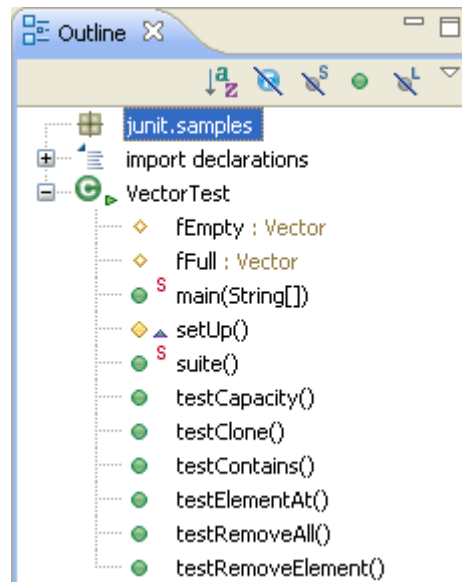 Outline
a z S L
junit.samples
import declarations
C VectorTest
fEmpty : Vector
fFull : Vector
S main(String[])
setUp()
S suite()
testCapacity()
testClone()
testContains()
testElementAt()
testRemoveAll()
testRemoveElement()